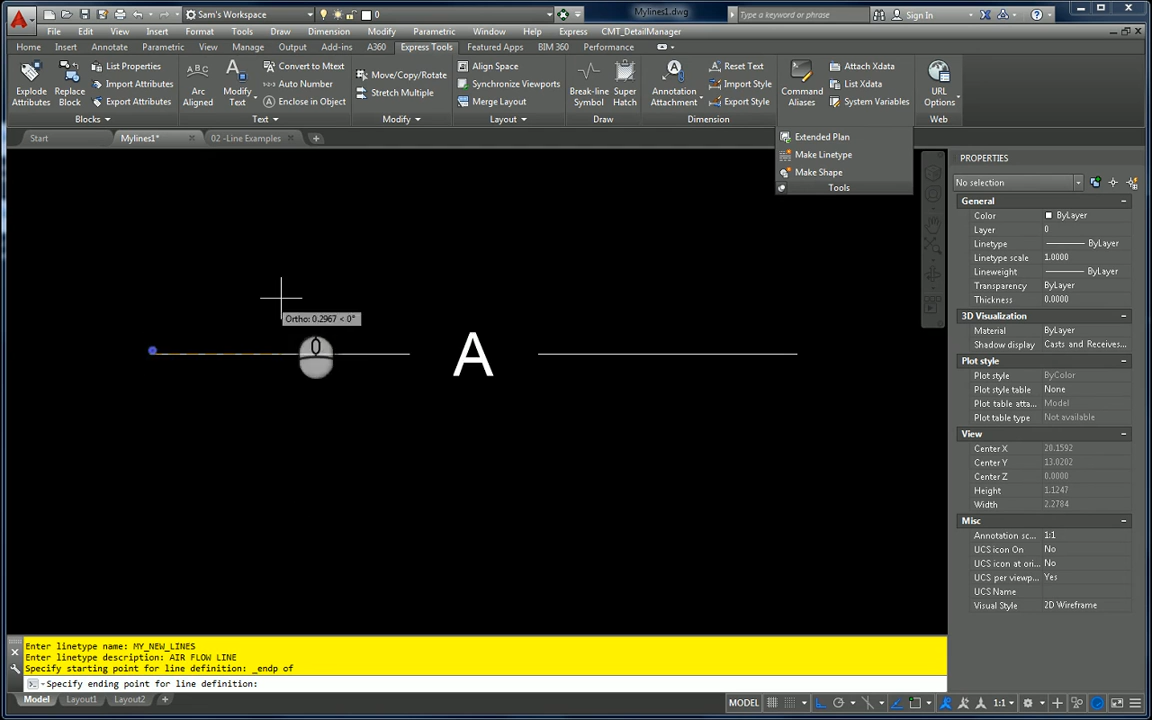 Sam's Workspace
0
Mylines1.dwg
Type a keyword or phrase
Sign In
File Edit View Insert Format Tools Draw Dimension Modify Parametric Window Help Express CMT_DetailManager
Home Insert Annotate Parametric View Manage Output Add-ins A360 Express Tools Featured Apps BIM 360 Performance
Explode Attributes
Replace Block
List Properties
Import Attributes
Export Attributes
Blocks
Arc Aligned
Modify Text
Convert to Mtext
Auto Number
Enclose in Object
Text
Move/Copy/Rotate
Stretch Multiple
Modify
Align Space
Synchronize Viewports
Merge Layout
Layout
Break-line Symbol
Super Hatch
Draw
Annotation Attachment
Reset Text
Import Style
Export Style
Dimension
Command Aliases
Attach Xdata
List Xdata
System Variables
URL Options
Web
Extended Plan
Make Linetype
Make Shape
Tools
Start
Mylines1*
02 -Line Examples
Ortho: 0.2967 < 0°
0
A
PROPERTIES
No selection
General
Color ByLayer
Layer 0
Linetype ByLayer
Linetype scale 1.0000
Lineweight ByLayer
Transparency ByLayer
Thickness 0.0000
3D Visualization
Material ByLayer
Shadow display Casts and Receives...
Plot style
Plot style ByColor
Plot style table None
Plot table atta... Model
Plot table type Not available
View
Center X 20.1592
Center Y 13.0202
Center Z 0.0000
Height 1.1247
Width 2.2784
Misc
Annotation sc... 1:1
UCS icon On No
UCS icon at ori... No
UCS per viewp... Yes
UCS Name
Visual Style 2D Wireframe
Enter linetype name: MY_NEW_LINES
Enter linetype description: AIR FLOW LINE
Specify starting point for line definition: _endp of
Specify ending point for line definition:
Model Layout1 Layout2
MODEL
1:1